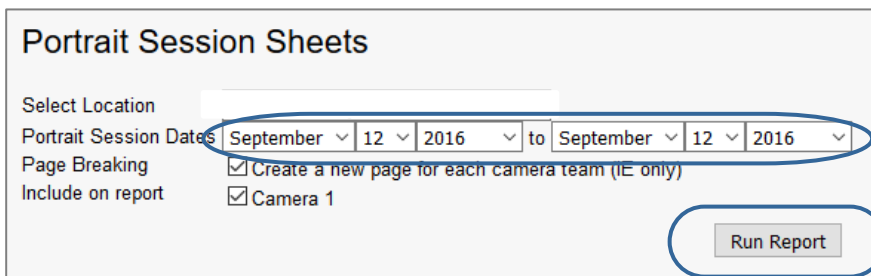 Portrait Session Sheets
Select Location
Portrait Session Dates September 12 2016 to September 12 2016
Page Breaking Create a new page for each camera team (IE only)
Include on report Camera 1
Run Report